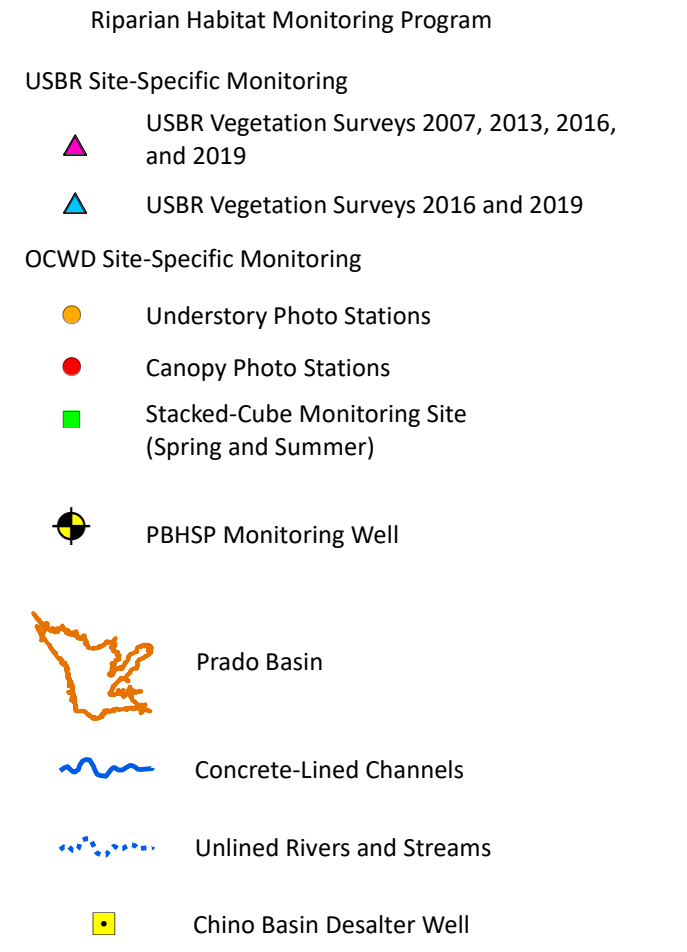 Riparian Habitat Monitoring Program
USBR Site-Specific Monitoring
USBR Vegetation Surveys 2007, 2013, 2016,
and 2019
USBR Vegetation Surveys 2016 and 2019
OCWD Site-Specific Monitoring
Understory Photo Stations
Canopy Photo Stations
Stacked-Cube Monitoring Site
(Spring and Summer)
PBHSP Monitoring Well
Prado Basin
Concrete-Lined Channels
Unlined Rivers and Streams
Chino Basin Desalter Well